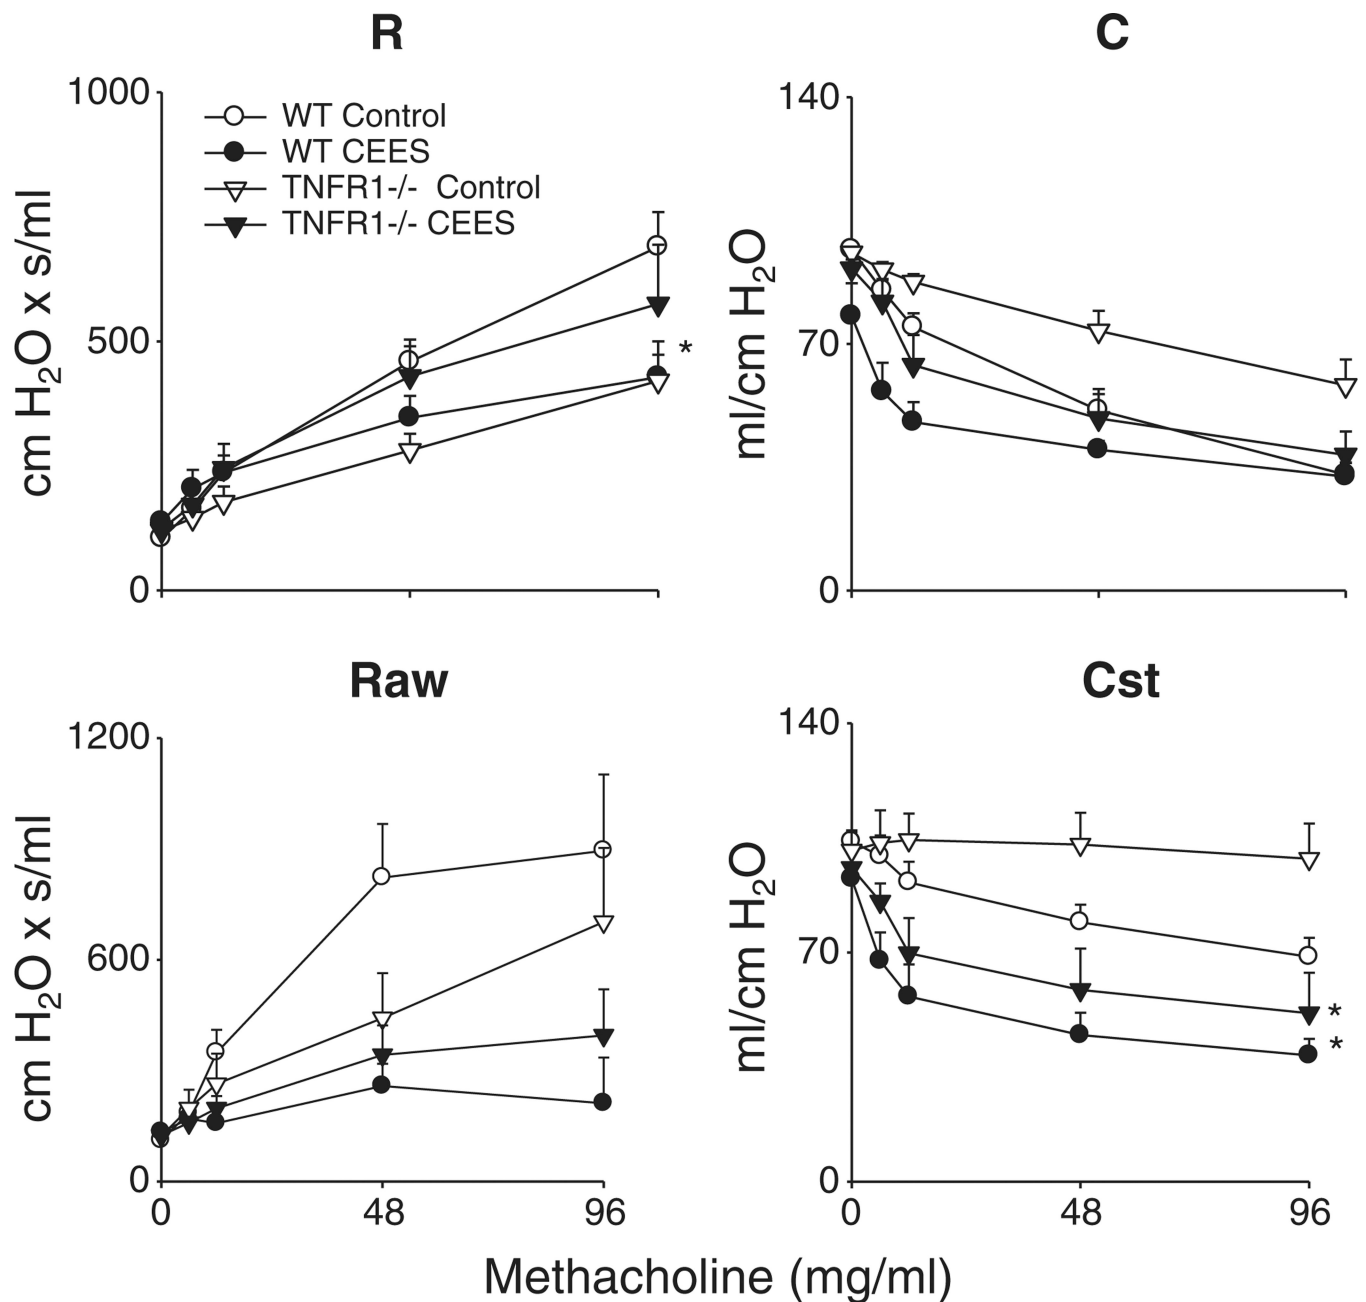 R
1000
500
0
cm H₂O x s/ml
WT Control
WT CEES
TNFR1-/- Control
TNFR1-/- CEES
*
C
140
70
0
ml/cm H₂O
Raw
1200
600
0
cm H₂O x s/ml
0 48 96
Cst
140
70
0
ml/cm H₂O
*
*
0 48 96
Methacholine (mg/ml)